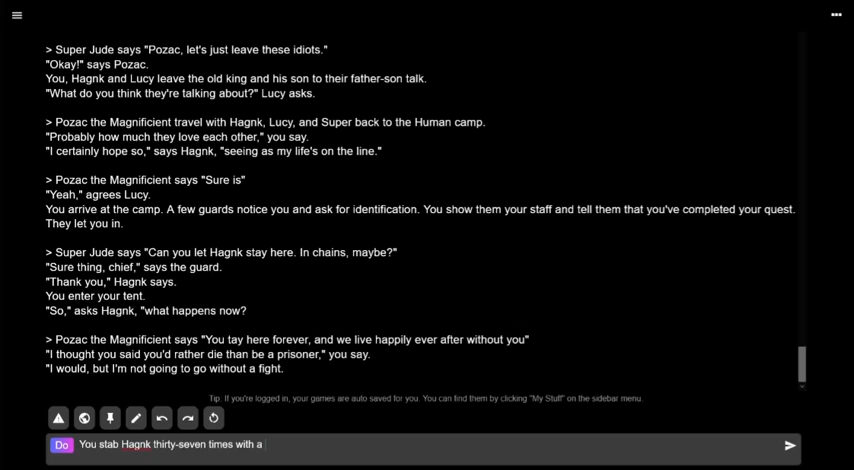 > Super Jude says "Pozac, let's just leave these idiots."
"Okay!" says Pozac.
You, Hagnk and Lucy leave the old king and his son to their father-son talk.
"What do you think they're talking about?" Lucy asks.
> Pozac the Magnificient travel with Hagnk, Lucy, and Super back to the Human camp.
"Probably how much they love each other," you say.
"I certainly hope so," says Hagnk, "seeing as my life's on the line."
> Pozac the Magnificient says "Sure is"
"Yeah," agrees Lucy.
You arrive at the camp. A few guards notice you and ask for identification. You show them your staff and tell them that you've completed your quest.
They let you in.
> Super Jude says "Can you let Hagnk stay here. In chains, maybe?"
"Sure thing, chief," says the guard.
"Thank you," Hagnk says.
You enter your tent.
"So," asks Hagnk, "what happens now?
> Pozac the Magnificient says "You tay here forever, and we live happily ever after without you"
"I thought you said you'd rather die than be a prisoner," you say.
"I would, but I'm not going to go without a fight.
Tip. If you're logged in, your games are auto saved for you. You can find them by clicking "My Stuff" on the sidebar menu.
Do You stab Hagnk thirty-seven times with a